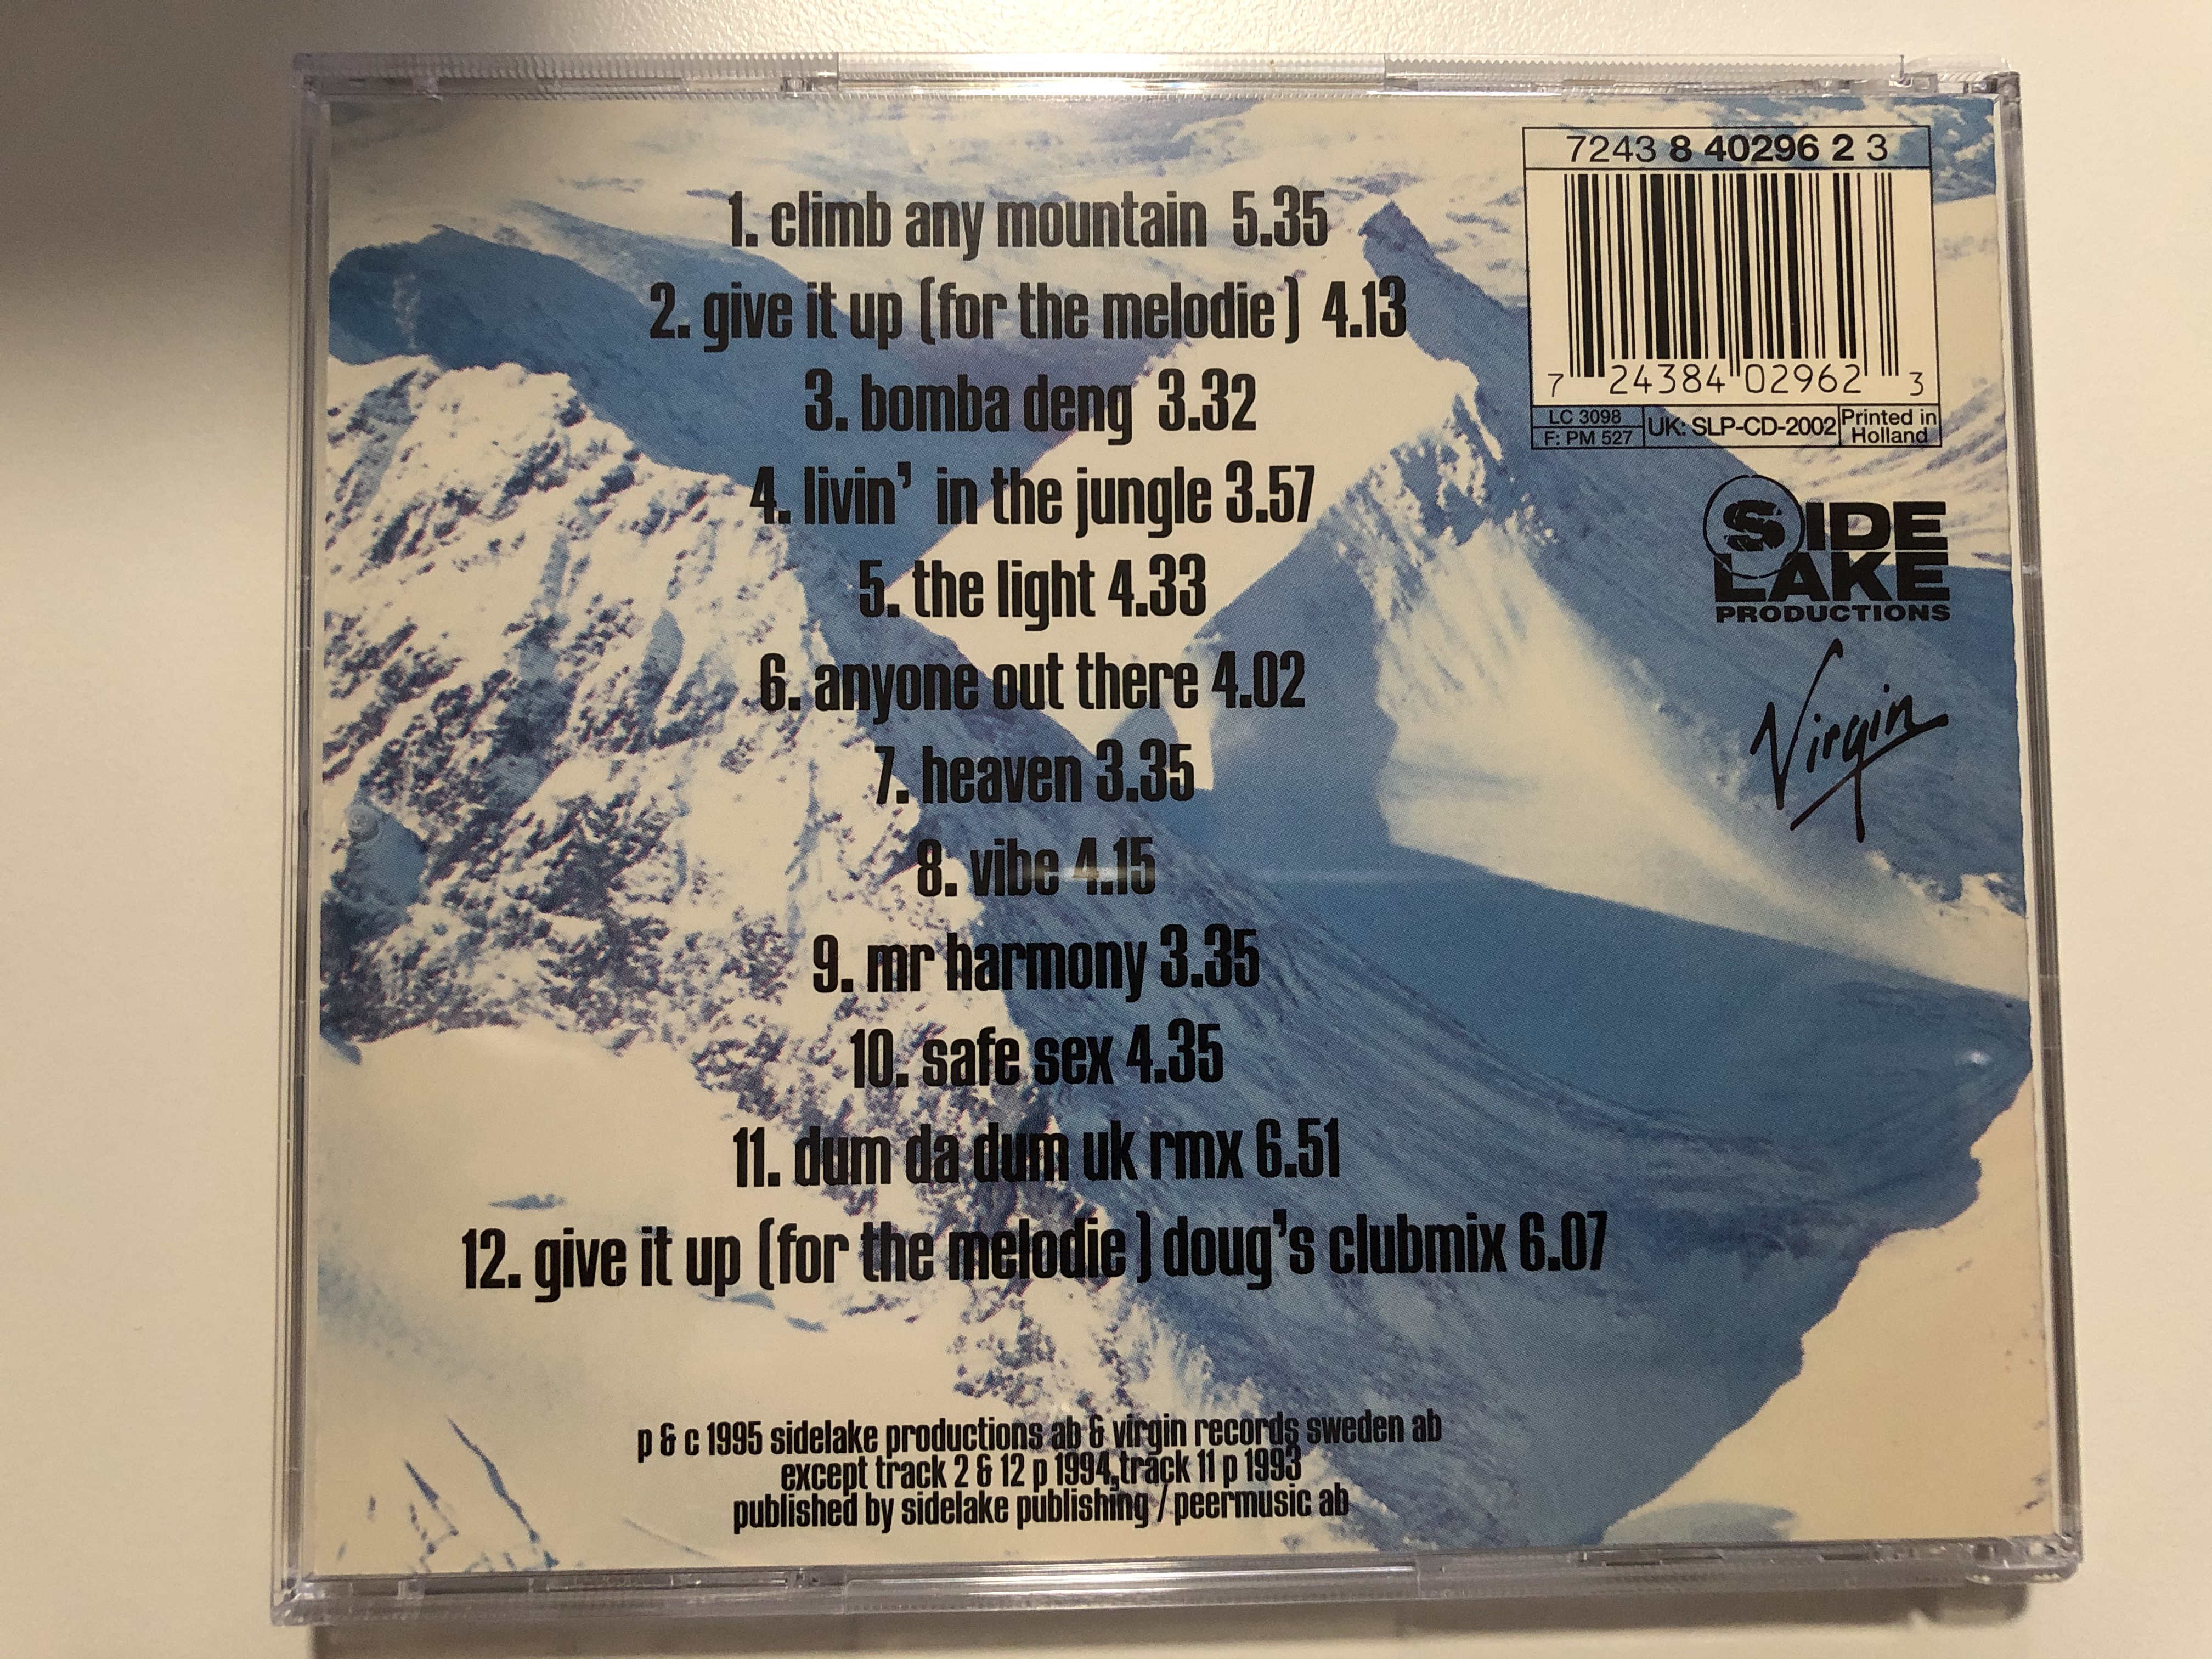 7243 8 40296 2 3
7 24384 02962 3
LC 3098
F: PM 527
UK: SLP-CD-2002
Printed in
Holland
SIDE
LAKE
PRODUCTIONS
Virgin
1. climb any mountain 5.35
2. give it up (for the melodie) 4.13
3. bomba deng 3.32
4. livin' in the jungle 3.57
5. the light 4.33
6. anyone out there 4.02
7. heaven 3.35
8. vibe 4.15
9. mr harmony 3.35
10. safe sex 4.35
11. dum da dum uk rmx 6.51
12. give it up (for the melodie) doug's clubmix 6.07
p & c 1995 sidelake productions ab & virgin records sweden ab
except track 2 & 12 p 1994,track 11 p 1993
published by sidelake publishing / peermusic ab